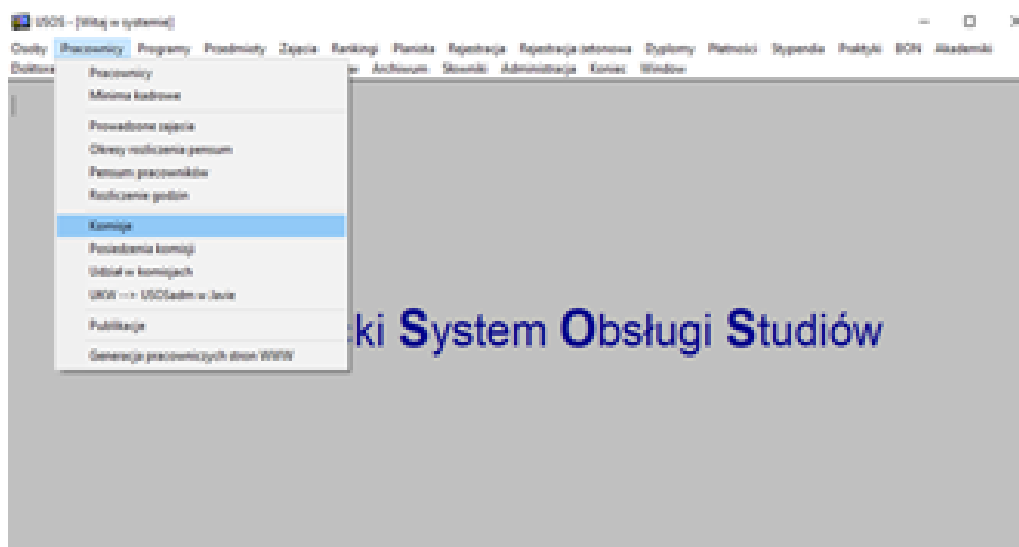 USOS - [Witaj w systemie]
Osoby Pracownicy Programy Przedmioty Zajęcia Rankingi Planista Rejestracja Rejestracja żetonowa Dyplomy Płatności Stypendia Praktyki BON Akademiki
Archiwum Słowniki Administracja Koniec Window
Pracownicy
Minima kadrowe
Prowadzone zajęcia
Okresy rozliczenia pensum
Pensum pracowników
Rozliczenie godzin
Komisje
Posiedzenia komisji
Udział w komisjach
UKW --> USOSadm w Javie
Publikacje
cki System Obsługi Studiów
Generacja pracowniczych stron WWW